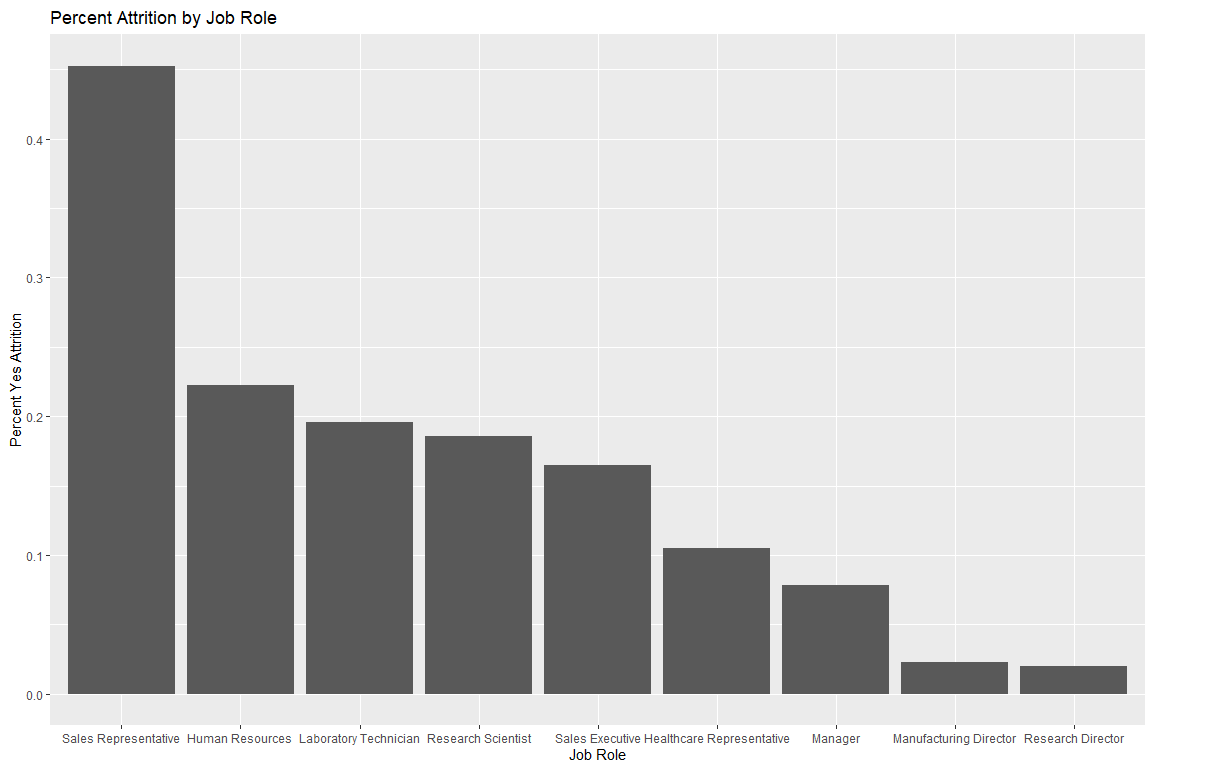 Percent Attrition by Job Role
Percent Yes Attrition
0.4
0.3
0.2
0.1
0.0
Sales Representative Human Resources Laboratory Technician Research Scientist Sales Executive Healthcare Representative Manager Manufacturing Director Research Director
Job Role